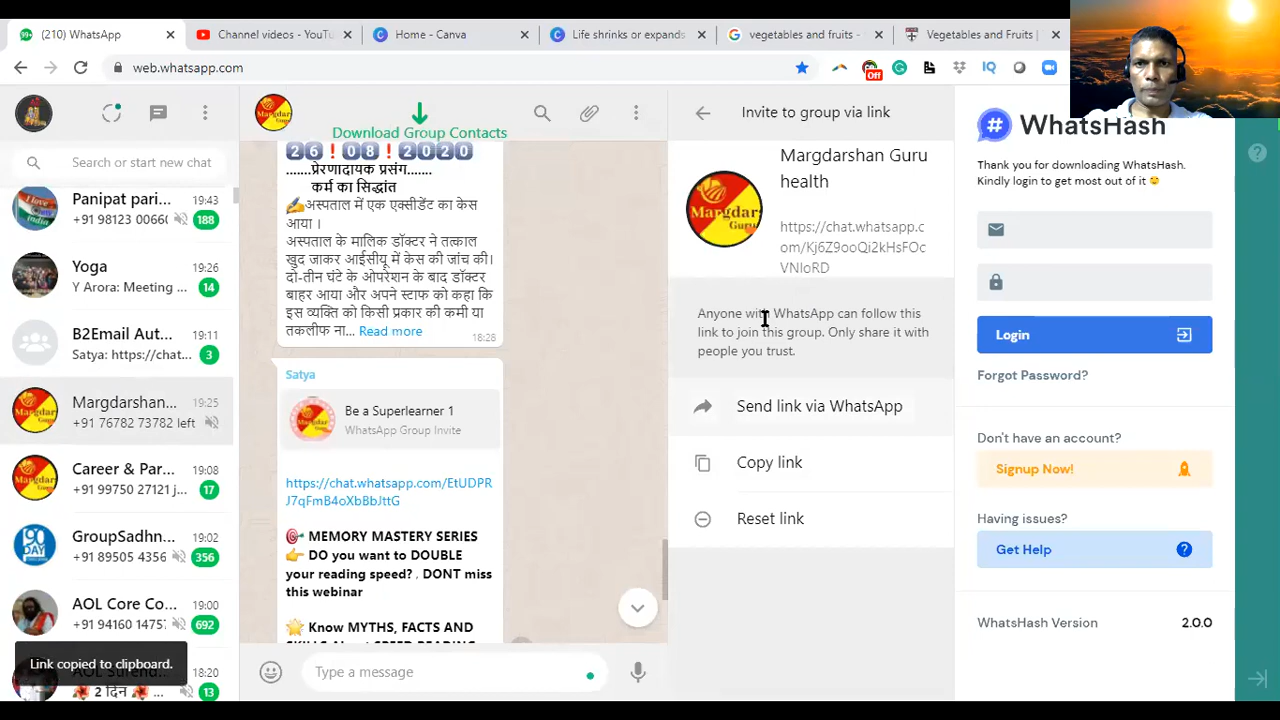 (210) WhatsApp
Channel videos - YouTu
Home - Canva
Life shrinks or expands
vegetables and fruits -
Vegetables and Fruits |
web.whatsapp.com
Off
Search or start new chat
Panipat pari...
19:43
+91 98123 0066(
188
Yoga
19:26
Y Arora: Meeting ...
14
B2Email Aut...
19:11
Satya: https://chat...
3
Margdarshan...
19:25
+91 76782 73782 left
Career & Par...
19:08
+91 99750 27121 j...
17
GroupSadhn...
19:02
+91 89505 4356
356
AOL Core Co...
19:00
+91 94160 1475
692
18:20
🌺 2 दिन 🌺 ...
13
Link copied to clipboard.
Download Group Contacts
26❗08❗2020
.......प्रेरणादायक प्रसंग.......
कर्म का सिद्धांत
✍अस्पताल में एक एक्सीडेंट का केस
आया ।
अस्पताल के मालिक डॉक्टर ने तत्काल
खुद जाकर आईसीयू में केस की जांच की।
दो-तीन घंटे के ओपरेशन के बाद डॉक्टर
बाहर आया और अपने स्टाफ को कहा कि
इस व्यक्ति को किसी प्रकार की कमी या
तकलीफ ना... Read more
18:28
Satya
Be a Superlearner 1
WhatsApp Group Invite
https://chat.whatsapp.com/EtUDPR
J7qFmB4oXbBbJttG
🎯 MEMORY MASTERY SERIES
👉 DO you want to DOUBLE
your reading speed? , DONT miss
this webinar
🌟 Know MYTHS, FACTS AND
Type a message
Invite to group via link
Margdarshan Guru
health
https://chat.whatsapp.c
om/Kj6Z9ooQi2kHsFOc
VNIoRD
Margdar
Guru
Anyone with WhatsApp can follow this
link to join this group. Only share it with
people you trust.
Send link via WhatsApp
Copy link
Reset link
# WhatsHash
Thank you for downloading WhatsHash.
Kindly login to get most out of it 😊
Login
Forgot Password?
Don't have an account?
Signup Now!
Having issues?
Get Help
WhatsHash Version
2.0.0